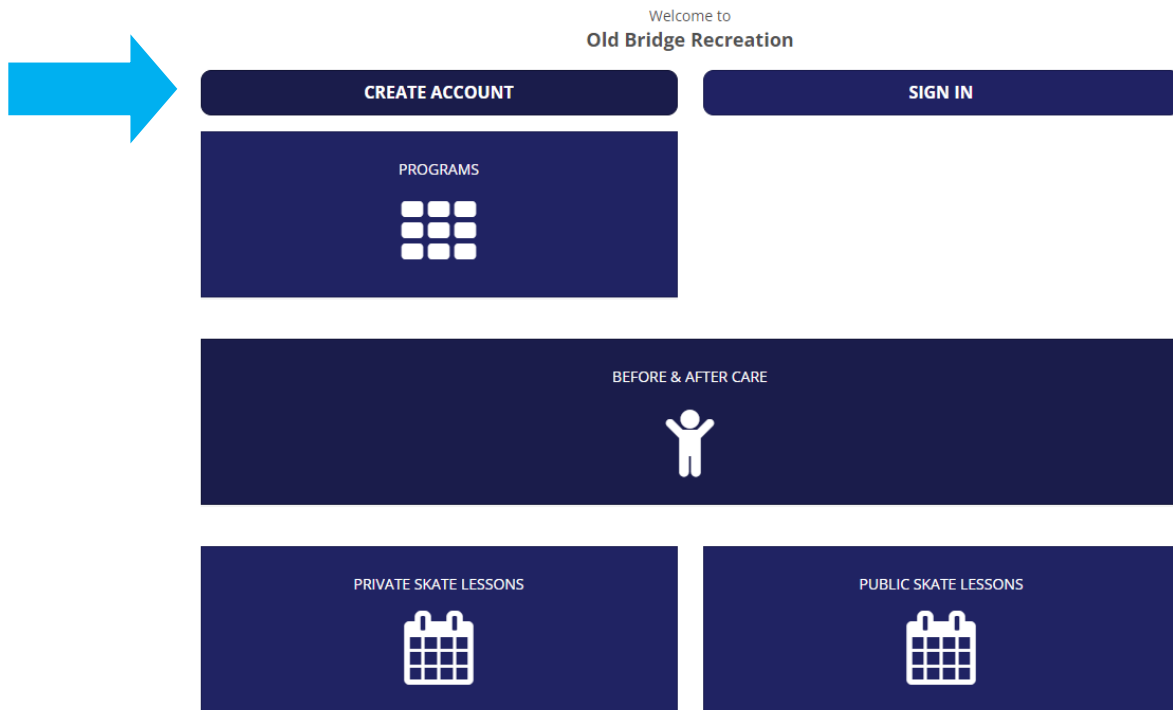 Welcome to
Old Bridge Recreation
CREATE ACCOUNT
SIGN IN
PROGRAMS
BEFORE & AFTER CARE
PRIVATE SKATE LESSONS
PUBLIC SKATE LESSONS